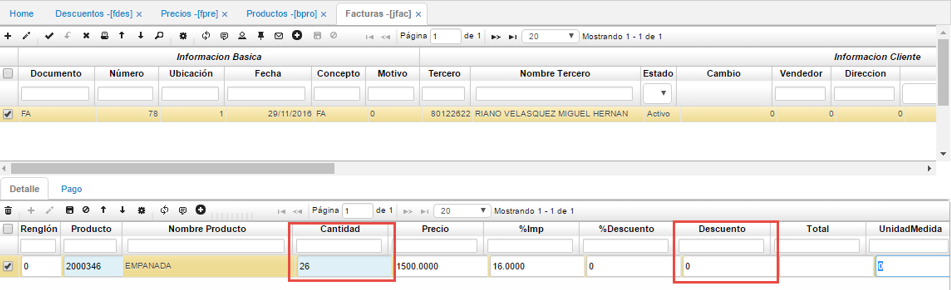 Home Descuentos -[fdes] × Precios -[fpre] × Productos -[bpro] × Facturas -[jfac] ×
Página 1 de 1 20 Mostrando 1 - 1 de 1
Informacion Basica Informacion Cliente
Documento Número Ubicación Fecha Concepto Motivo Tercero Nombre Tercero Estado Cambio Vendedor Direccion
FA 78 1 29/11/2016 FA 0 80122622 RIANO VELASQUEZ MIGUEL HERNAN Activo 0 0 0
Detalle Pago
Página 1 de 1 20 Mostrando 1 - 1 de 1
Renglón Producto Nombre Producto Cantidad Precio %Imp %Descuento Descuento Total UnidadMedida
0 2000346 EMPANADA 26 1500.0000 16.0000 0 0 0